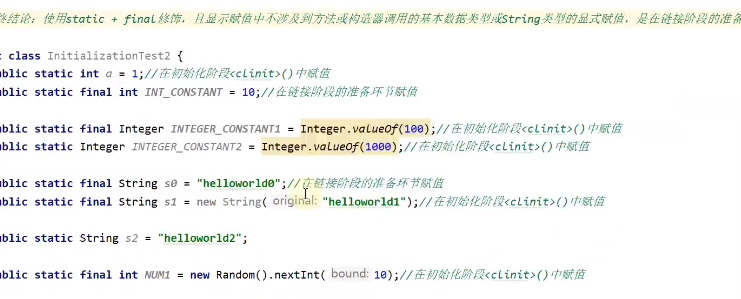 终结论：使用static + final修饰，且显示赋值中不涉及到方法或构造器调用的基本数据类型或String类型的显式赋值，是在链接阶段的准备
class InitializationTest2 {
ublic static int a = 1;//在初始化阶段<clinit>()中赋值
ublic static final int INT_CONSTANT = 10;//在链接阶段的准备环节赋值
ublic static final Integer INTEGER_CONSTANT1 = Integer.valueOf(100);//在初始化阶段<clinit>()中赋值
ublic static Integer INTEGER_CONSTANT2 = Integer.valueOf(1000);//在初始化阶段<clinit>()中赋值
ublic static final String s0 = "helloworld0";//在链接阶段的准备环节赋值
ublic static final String s1 = new String( original: "helloworld1");//在初始化阶段<clinit>()中赋值
ublic static String s2 = "helloworld2";
ublic static final int NUM1 = new Random().nextInt( bound: 10);//在初始化阶段<clinit>()中赋值